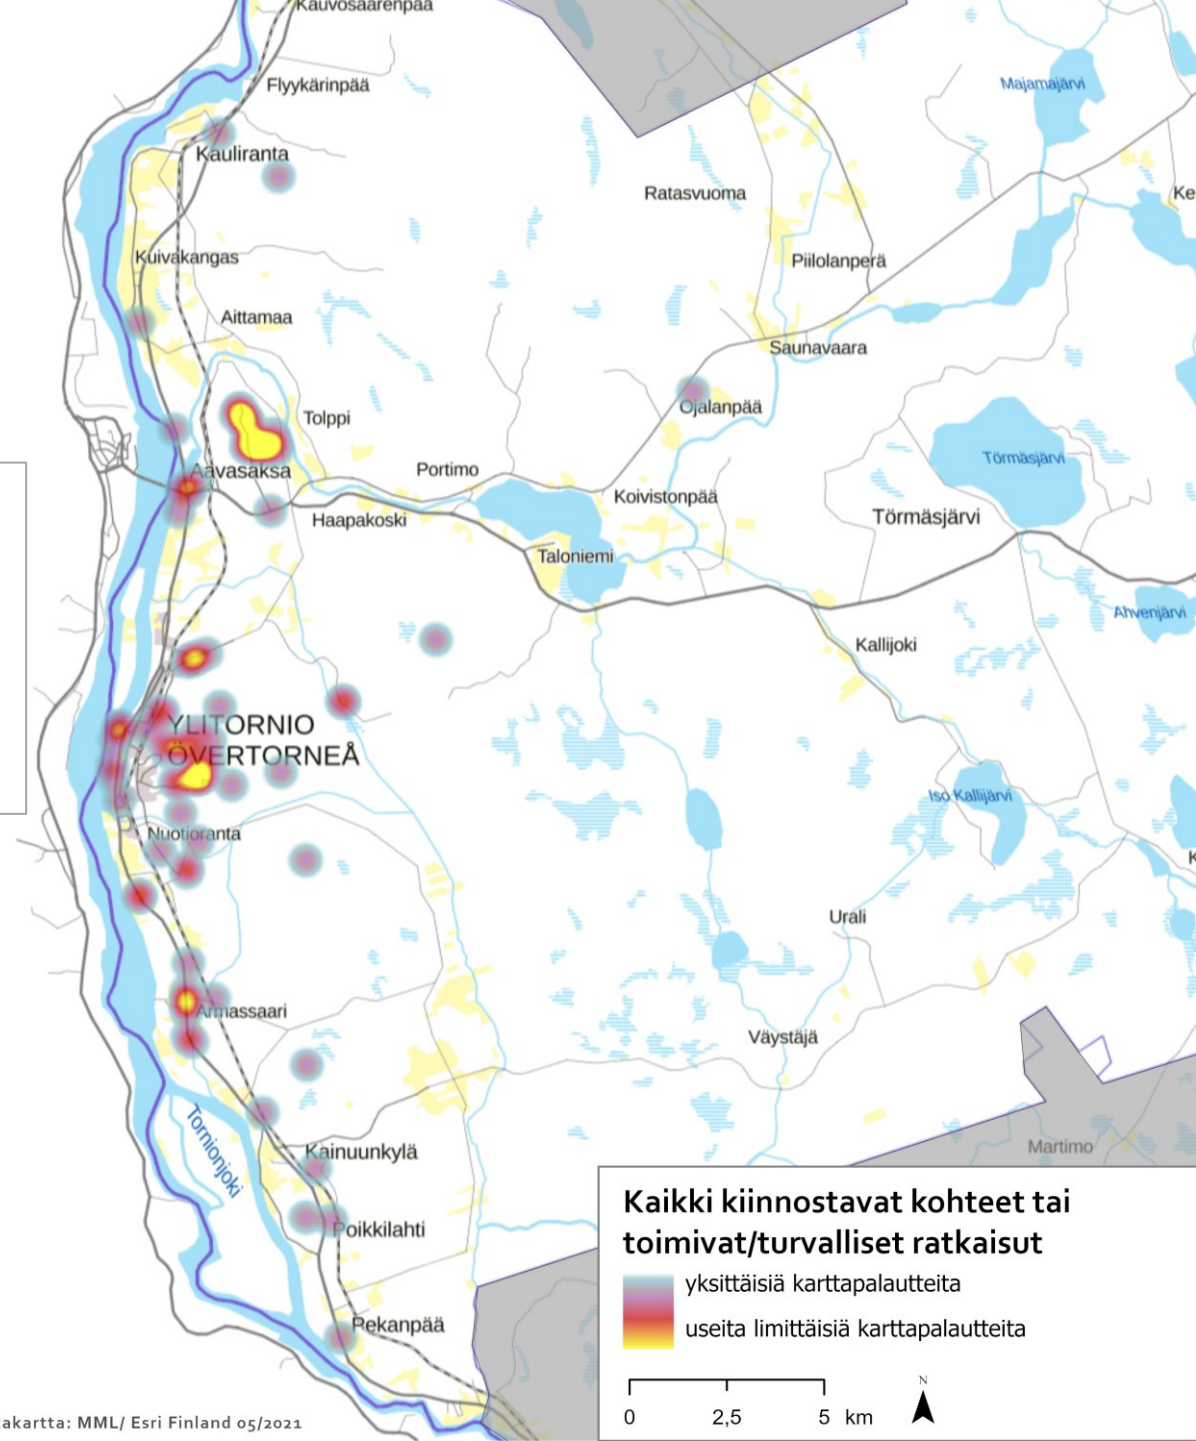 Kauvosaarenpää
Flyykärinpää
Majamajärvi
Kauliranta
Ratasvuoma
Ke
Kuivakangas
Piilolanperä
Aittamaa
Saunavaara
Ojalanpää
Tolppi
Törmäsjärvi
Aavasaksa
Portimo
Koivistonpää
Haapakoski
Törmäsjärvi
Taloniemi
Ahvenjärvi
Kallijoki
YLITORNIO
ÖVERTORNEÅ
Iso Kallijärvi
Nuotioranta
K
Urali
Armassaari
Väystäjä
Tornionjoki
Kainuunkylä
Martimo
Poikkilahti
Pekanpää
Kaikki kiinnostavat kohteet tai
toimivat/turvalliset ratkaisut
yksittäisiä karttapalautteita
useita limittäisiä karttapalautteita
N
0 2,5 5 km
takartta: MML/ Esri Finland 05/2021